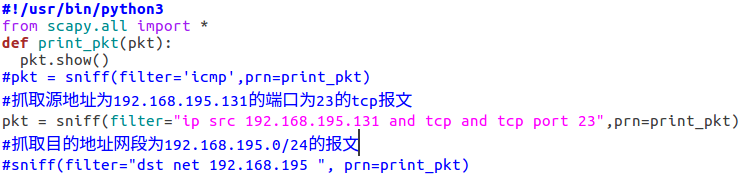 #!/usr/bin/python3
from scapy.all import *
def print_pkt(pkt):
  pkt.show()
#pkt = sniff(filter='icmp',prn=print_pkt)
#抓取源地址为192.168.195.131的端口为23的tcp报文
pkt = sniff(filter="ip src 192.168.195.131 and tcp and tcp port 23",prn=print_pkt)
#抓取目的地址网段为192.168.195.0/24的报文
#sniff(filter="dst net 192.168.195 ", prn=print_pkt)